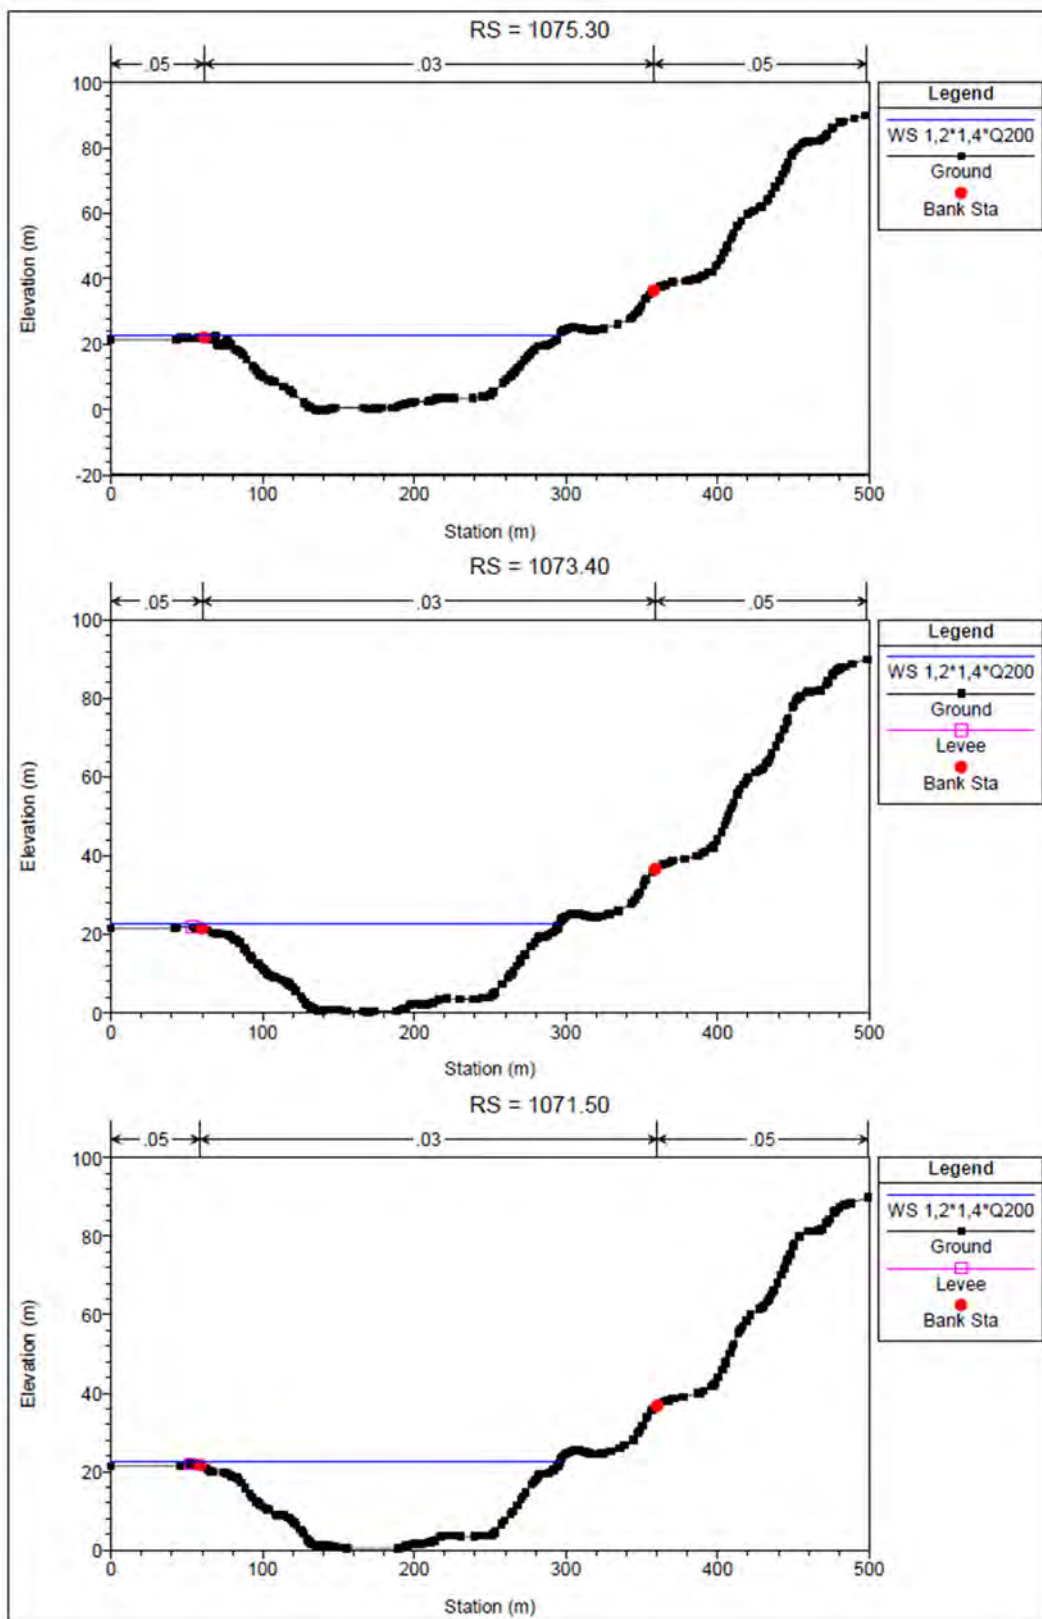 RS = 1075.30
.05 .03 .05
100
80
60
40
20
0
-20
0 100 200 300 400 500
Elevation (m)
Station (m)
Legend
WS 1,2*1,4*Q200
Ground
Bank Sta
RS = 1073.40
.05 .03 .05
100
80
60
40
20
0
0 100 200 300 400 500
Elevation (m)
Station (m)
Legend
WS 1,2*1,4*Q200
Ground
Levee
Bank Sta
RS = 1071.50
.05 .03 .05
100
80
60
40
20
0
0 100 200 300 400 500
Elevation (m)
Station (m)
Legend
WS 1,2*1,4*Q200
Ground
Levee
Bank Sta